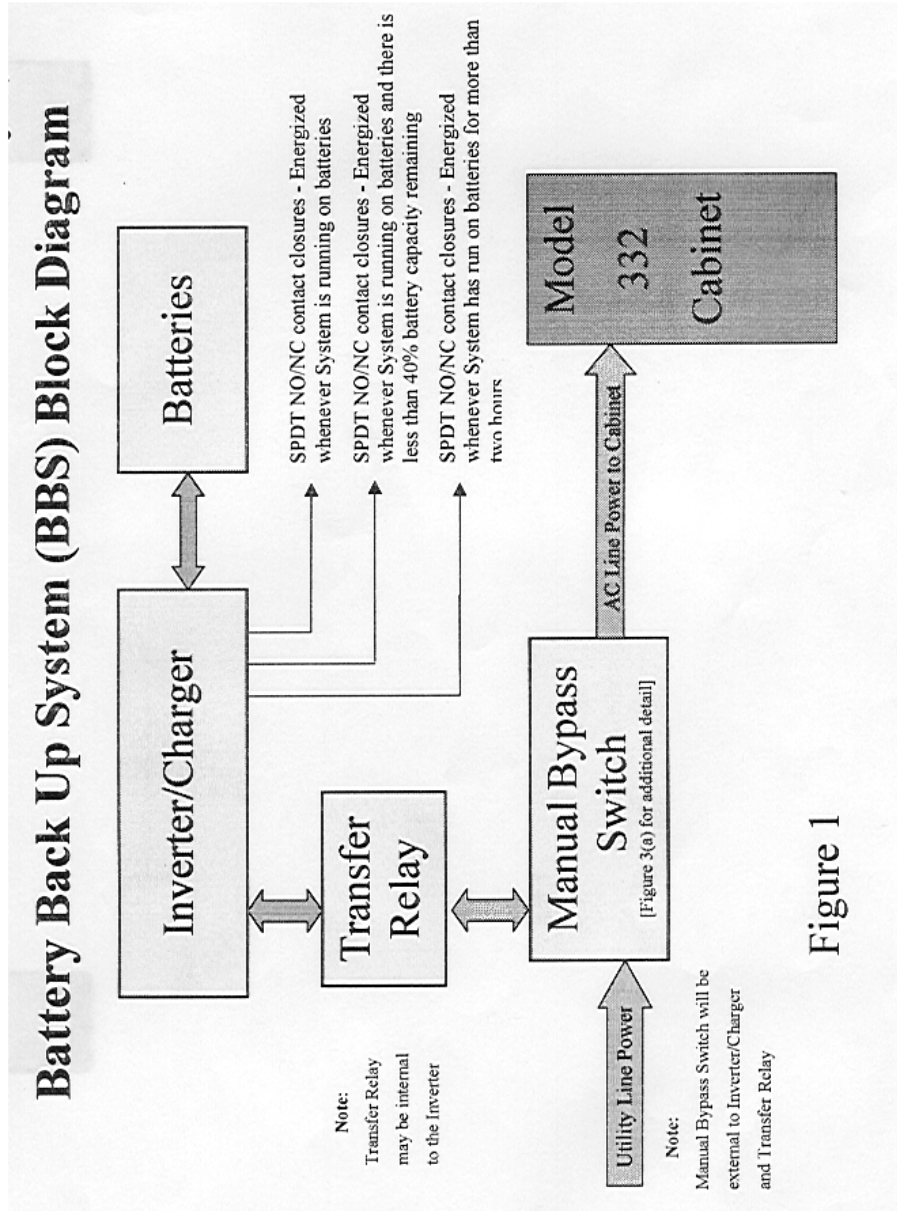 Battery Back Up System (BBS) Block Diagram
Inverter/Charger
Batteries
SPDT NO/NC contact closures - Energized
whenever System is running on batteries
SPDT NO/NC contact closures - Energized
whenever System is running on batteries and there is
less than 40% battery capacity remaining
SPDT NO/NC contact closures - Energized
whenever System has run on batteries for more than
two hours
Note:
Transfer Relay
may be internal
to the Inverter
Transfer
Relay
Utility Line Power
Manual Bypass
Switch
[Figure 3(a) for additional detail]
AC Line Power to Cabinet
Model
332
Cabinet
Note:
Manual Bypass Switch will be
external to Inverter/Charger
and Transfer Relay
Figure 1